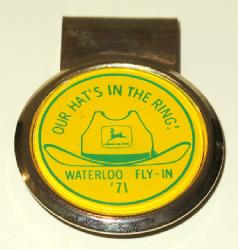 OUR HAT'S IN THE RING!
WATERLOO FLY-IN
'71